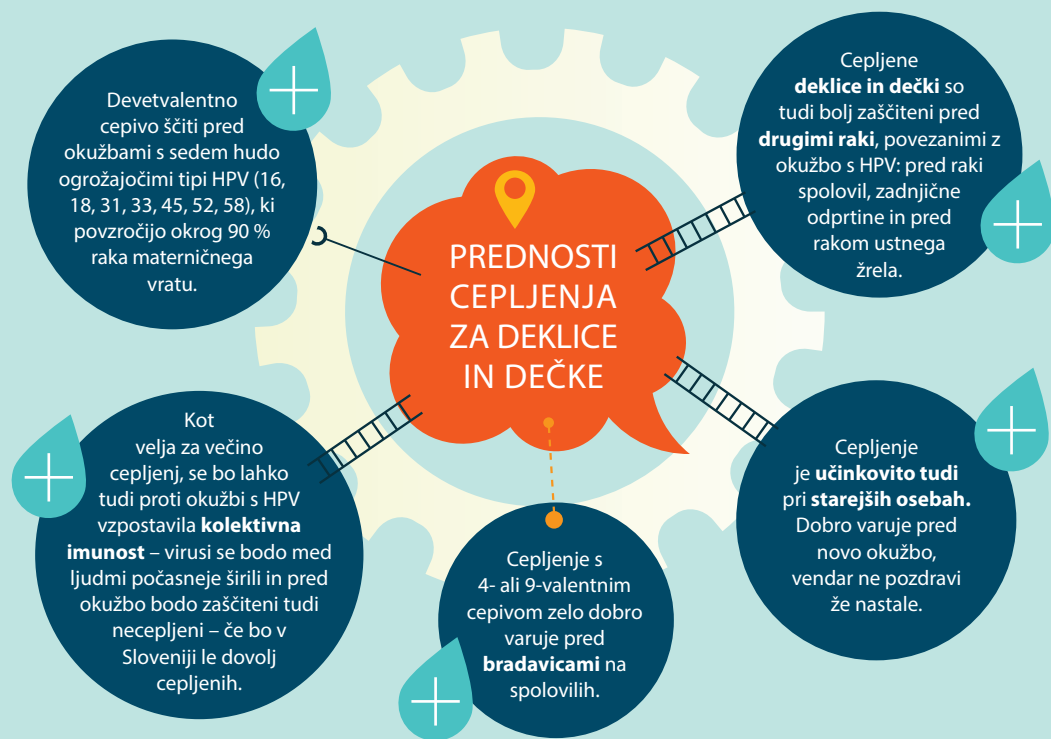 PREDNOSTI
CEPLJENJA
ZA DEKLICE
IN DEČKE
Devetvalentno
cepivo ščiti pred
okužbami s sedem hudo
ogrožajočimi tipi HPV (16,
18, 31, 33, 45, 52, 58), ki
povzročijo okrog 90 %
raka materničnega
vratu.
Cepljene
deklice in dečki so
tudi bolj zaščiteni pred
drugimi raki, povezanimi z
okužbo s HPV: pred raki
spolovil, zadnjične
odprtine in pred
rakom ustnega
žrela.
Kot
velja za večino
cepljenj, se bo lahko
tudi proti okužbi s HPV
vzpostavila kolektivna
imunost – virusi se bodo med
ljudmi počasneje širili in pred
okužbo bodo zaščiteni tudi
necepljeni – če bo v
Sloveniji le dovolj
cepljenih.
Cepljenje s
4- ali 9-valentnim
cepivom zelo dobro
varuje pred
bradavicami na
spolovilih.
Cepljenje
je učinkovito tudi
pri starejših osebah.
Dobro varuje pred
novo okužbo,
vendar ne pozdravi
že nastale.